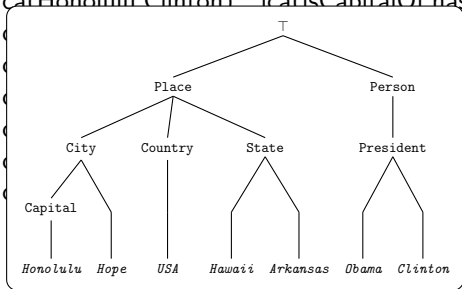 ⊤
Place Person
City Country State President
Capital
Honolulu Hope USA Hawaii Arkansas Obama Clinton